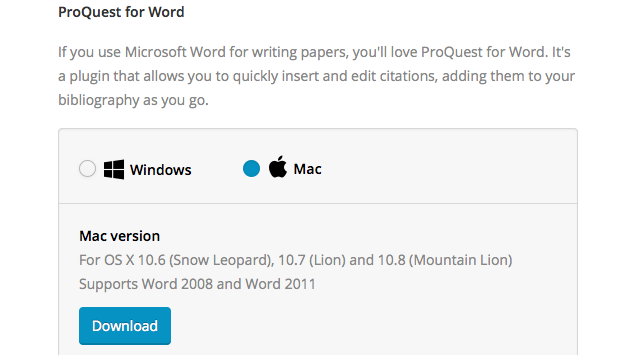 ProQuest for Word
If you use Microsoft Word for writing papers, you'll love ProQuest for Word. It's
a plugin that allows you to quickly insert and edit citations, adding them to your
bibliography as you go.
Windows
Mac
Mac version
For OS X 10.6 (Snow Leopard), 10.7 (Lion) and 10.8 (Mountain Lion)
Supports Word 2008 and Word 2011
Download